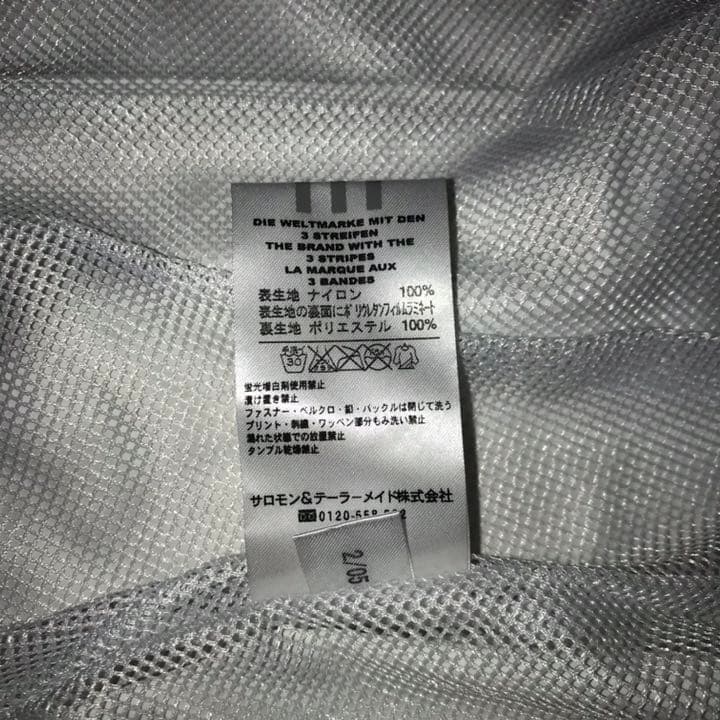 DIE WELTMARKE MIT DEN
3 STREIFEN
THE BRAND WITH THE
3 STRIPES
LA MARQUE AUX
3 BANDES
表生地 ナイロン 100%
表生地の裏面にポリウレタンフィルムラミネート
裏生地 ポリエステル 100%
手洗イ
30
蛍光増白剤使用禁止
漬け置き禁止
ファスナー・ベルクロ・釦・バックルは閉じて洗う
プリント・刺繍・ワッペン部分もみ洗い禁止
濡れた状態での放置禁止
タンブル乾燥禁止
サロモン&テーラーメイド株式会社
0120-558-
2/05